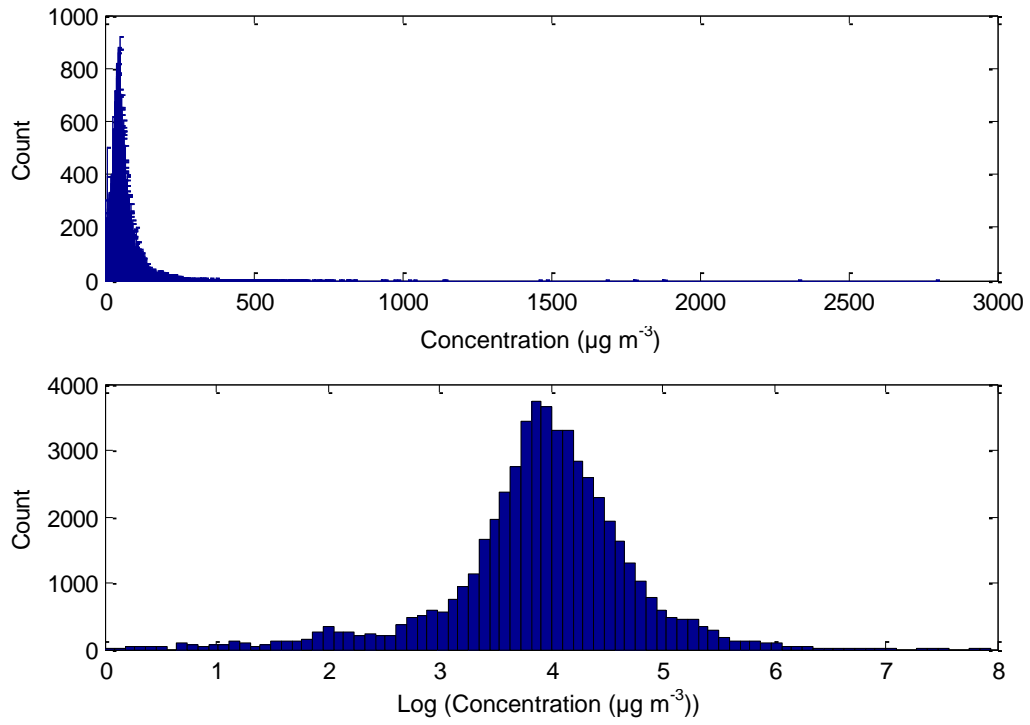 1000
800
600
400
200
0
Count
0 500 1000 1500 2000 2500 3000
Concentration (µg m-3)
4000
3000
2000
1000
0
Count
0 1 2 3 4 5 6 7 8
Log (Concentration (µg m-3))